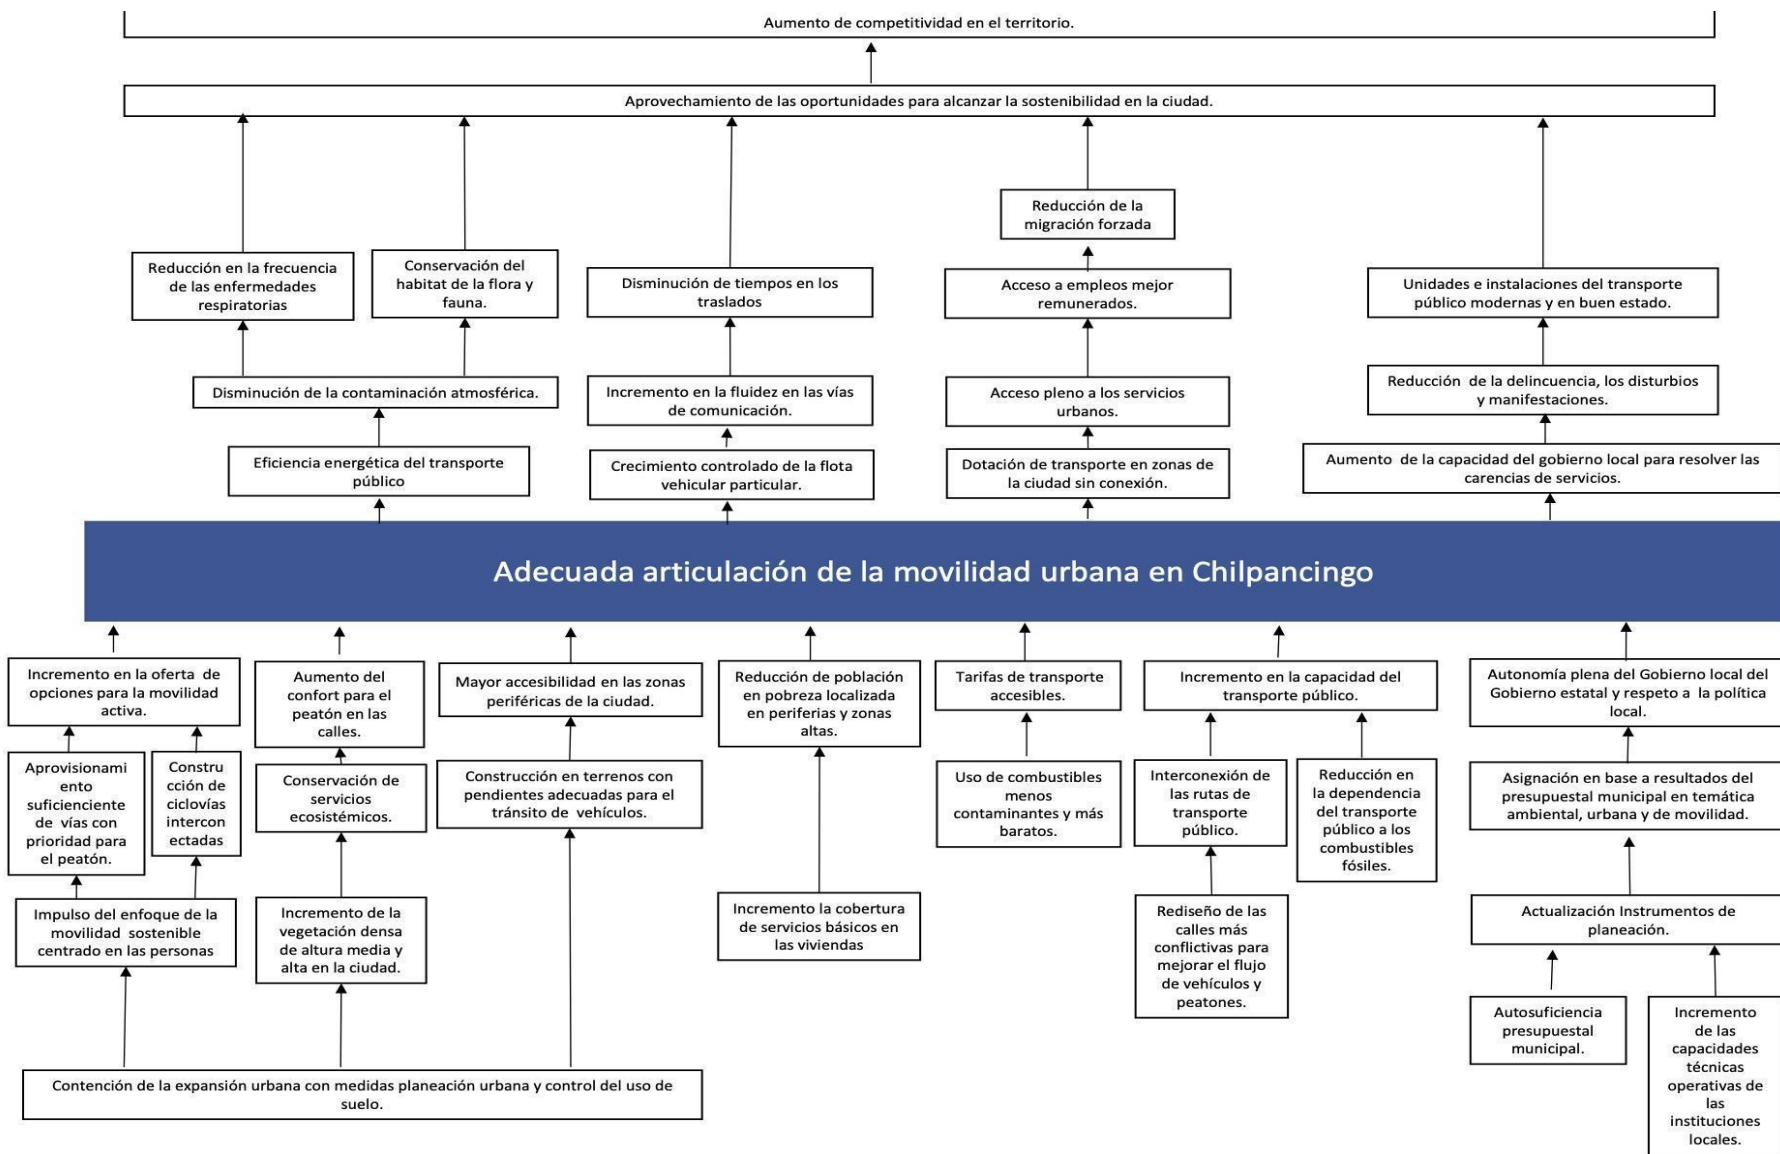 Aumento de competitividad en el territorio.
Aprovechamiento de las oportunidades para alcanzar la sostenibilidad en la ciudad.
Reducción de la
migración forzada
Reducción en la frecuencia
de las enfermedades
respiratorias
Conservación del
habitat de la flora y
fauna.
Disminución de tiempos en los
traslados
Acceso a empleos mejor
remunerados.
Unidades e instalaciones del transporte
público modernas y en buen estado.
Disminución de la contaminación atmosférica.
Incremento en la fluidez en las vías
de comunicación.
Acceso pleno a los servicios
urbanos.
Reducción de la delincuencia, los disturbios
y manifestaciones.
Eficiencia energética del transporte
público
Crecimiento controlado de la flota
vehicular particular.
Dotación de transporte en zonas de
la ciudad sin conexión.
Aumento de la capacidad del gobierno local para resolver las
carencias de servicios.
Adecuada articulación de la movilidad urbana en Chilpancingo
Incremento en la oferta de
opciones para la movilidad
activa.
Aumento del
confort para el
peatón en las
calles.
Mayor accesibilidad en las zonas
periféricas de la ciudad.
Reducción de población
en pobreza localizada
en periferias y zonas
altas.
Tarifas de transporte
accesibles.
Incremento en la capacidad del
transporte público.
Autonomía plena del Gobierno local del
Gobierno estatal y respeto a la política
local.
Aprovisionami
ento
suficienciente
de vías con
prioridad para
el peatón.
Constru
cción de
ciclovías
intercon
ectadas
Conservación de
servicios
ecosistémicos.
Construcción en terrenos con
pendientes adecuadas para el
tránsito de vehículos.
Uso de combustibles
menos
contaminantes y más
baratos.
Interconexión de
las rutas de
transporte
público.
Reducción en
la dependencia
del transporte
público a los
combustibles
fósiles.
Asignación en base a resultados del
presupuestal municipal en temática
ambiental, urbana y de movilidad.
Impulso del enfoque de la
movilidad sostenible
centrado en las personas
Incremento de la
vegetación densa
de altura media y
alta en la ciudad.
Incremento la cobertura
de servicios básicos en
las viviendas
Rediseño de las
calles más
conflictivas para
mejorar el flujo
de vehículos y
peatones.
Actualización Instrumentos de
planeación.
Autosuficiencia
presupuestal
municipal.
Incremento
de las
capacidades
técnicas
operativas de
las
instituciones
locales.
Contención de la expansión urbana con medidas planeación urbana y control del uso de
suelo.